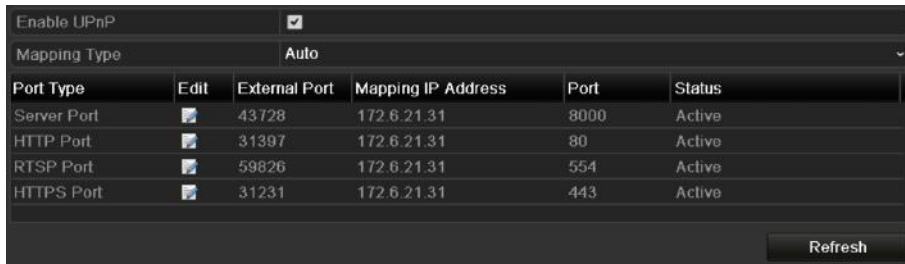 Enable UPnP
Mapping Type Auto
Port Type Edit External Port Mapping IP Address Port Status
Server Port 43728 172.6.21.31 8000 Active
HTTP Port 31397 172.6.21.31 80 Active
RTSP Port 59826 172.6.21.31 554 Active
HTTPS Port 31231 172.6.21.31 443 Active
Refresh